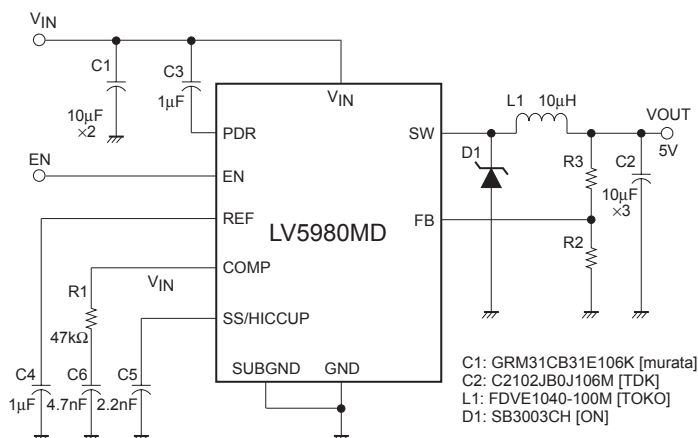 VIN
C1
C3
10μF
×2
1μF
VIN
PDR
SW
L1 10μH
VOUT
5V
D1
R3
C2
10μF
×3
EN
EN
REF
FB
LV5980MD
R2
COMP
VIN
R1
47kΩ
SS/HICCUP
C4
C6
C5
1μF
4.7nF
2.2nF
SUBGND
GND
C1: GRM31CB31E106K [murata]
C2: C2102JB0J106M [TDK]
L1: FDVE1040-100M [TOKO]
D1: SB3003CH [ON]